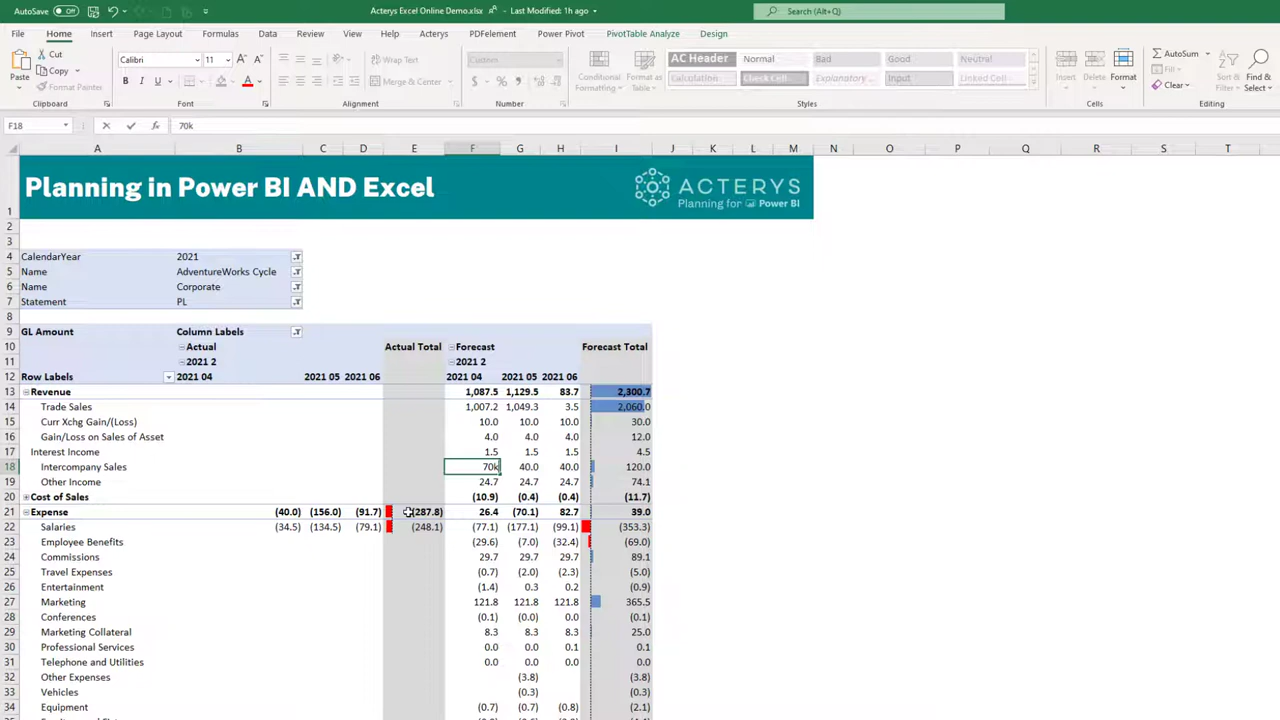 AutoSave Off Acterys Excel Online Demo.xlsx • Last Modified: 1h ago Search (Alt+Q)
File Home Insert Page Layout Formulas Data Review View Help Acterys PDFelement Power Pivot PivotTable Analyze Design
Paste Cut Copy Format Painter Clipboard
Calibri 11 A A B I U A Font
Wrap Text Merge & Center Alignment
Custom $ % Number
Conditional Formatting Format as Table
AC Header Normal Bad Good Neutral
Calculation Check Cell Explanatory ... Input Linked Cell
Styles
Insert Delete Format Cells
AutoSum Fill Clear Sort & Filter Find & Select Editing
F18 fx 70k
A B C D E F G H I J K L M N O P Q R S T
1 Planning in Power BI AND Excel ACTERYS
Planning for Power BI
2
3
4 CalendarYear 2021
5 Name AdventureWorks Cycle
6 Name Corporate
7 Statement PL
8
9 GL Amount Column Labels
10 Actual Actual Total Forecast Forecast Total
11 2021 2 2021 2
12 Row Labels 2021 04 2021 05 2021 06 2021 04 2021 05 2021 06
13 Revenue 1,087.5 1,129.5 83.7 2,300.7
14 Trade Sales 1,007.2 1,049.3 3.5 2,060.0
15 Curr Xchg Gain/(Loss) 10.0 10.0 10.0 30.0
16 Gain/Loss on Sales of Asset 4.0 4.0 4.0 12.0
17 Interest Income 1.5 1.5 1.5 4.5
18 Intercompany Sales 70k 40.0 40.0 120.0
19 Other Income 24.7 24.7 24.7 74.1
20 Cost of Sales (10.9) (0.4) (0.4) (11.7)
21 Expense (40.0) (156.0) (91.7) (287.8) 26.4 (70.1) 82.7 39.0
22 Salaries (34.5) (134.5) (79.1) (248.1) (77.1) (177.1) (99.1) (353.3)
23 Employee Benefits (29.6) (7.0) (32.4) (69.0)
24 Commissions 29.7 29.7 29.7 89.1
25 Travel Expenses (0.7) (2.0) (2.3) (5.0)
26 Entertainment (1.4) 0.3 0.2 (0.9)
27 Marketing 121.8 121.8 121.8 365.5
28 Conferences (0.1) 0.0 0.0 (0.1)
29 Marketing Collateral 8.3 8.3 8.3 25.0
30 Professional Services 0.0 0.0 0.1 0.1
31 Telephone and Utilities 0.0 0.0 0.0 0.0
32 Other Expenses (3.8) (3.8)
33 Vehicles (0.3) (0.3)
34 Equipment (0.7) (0.7) (0.8) (2.1)